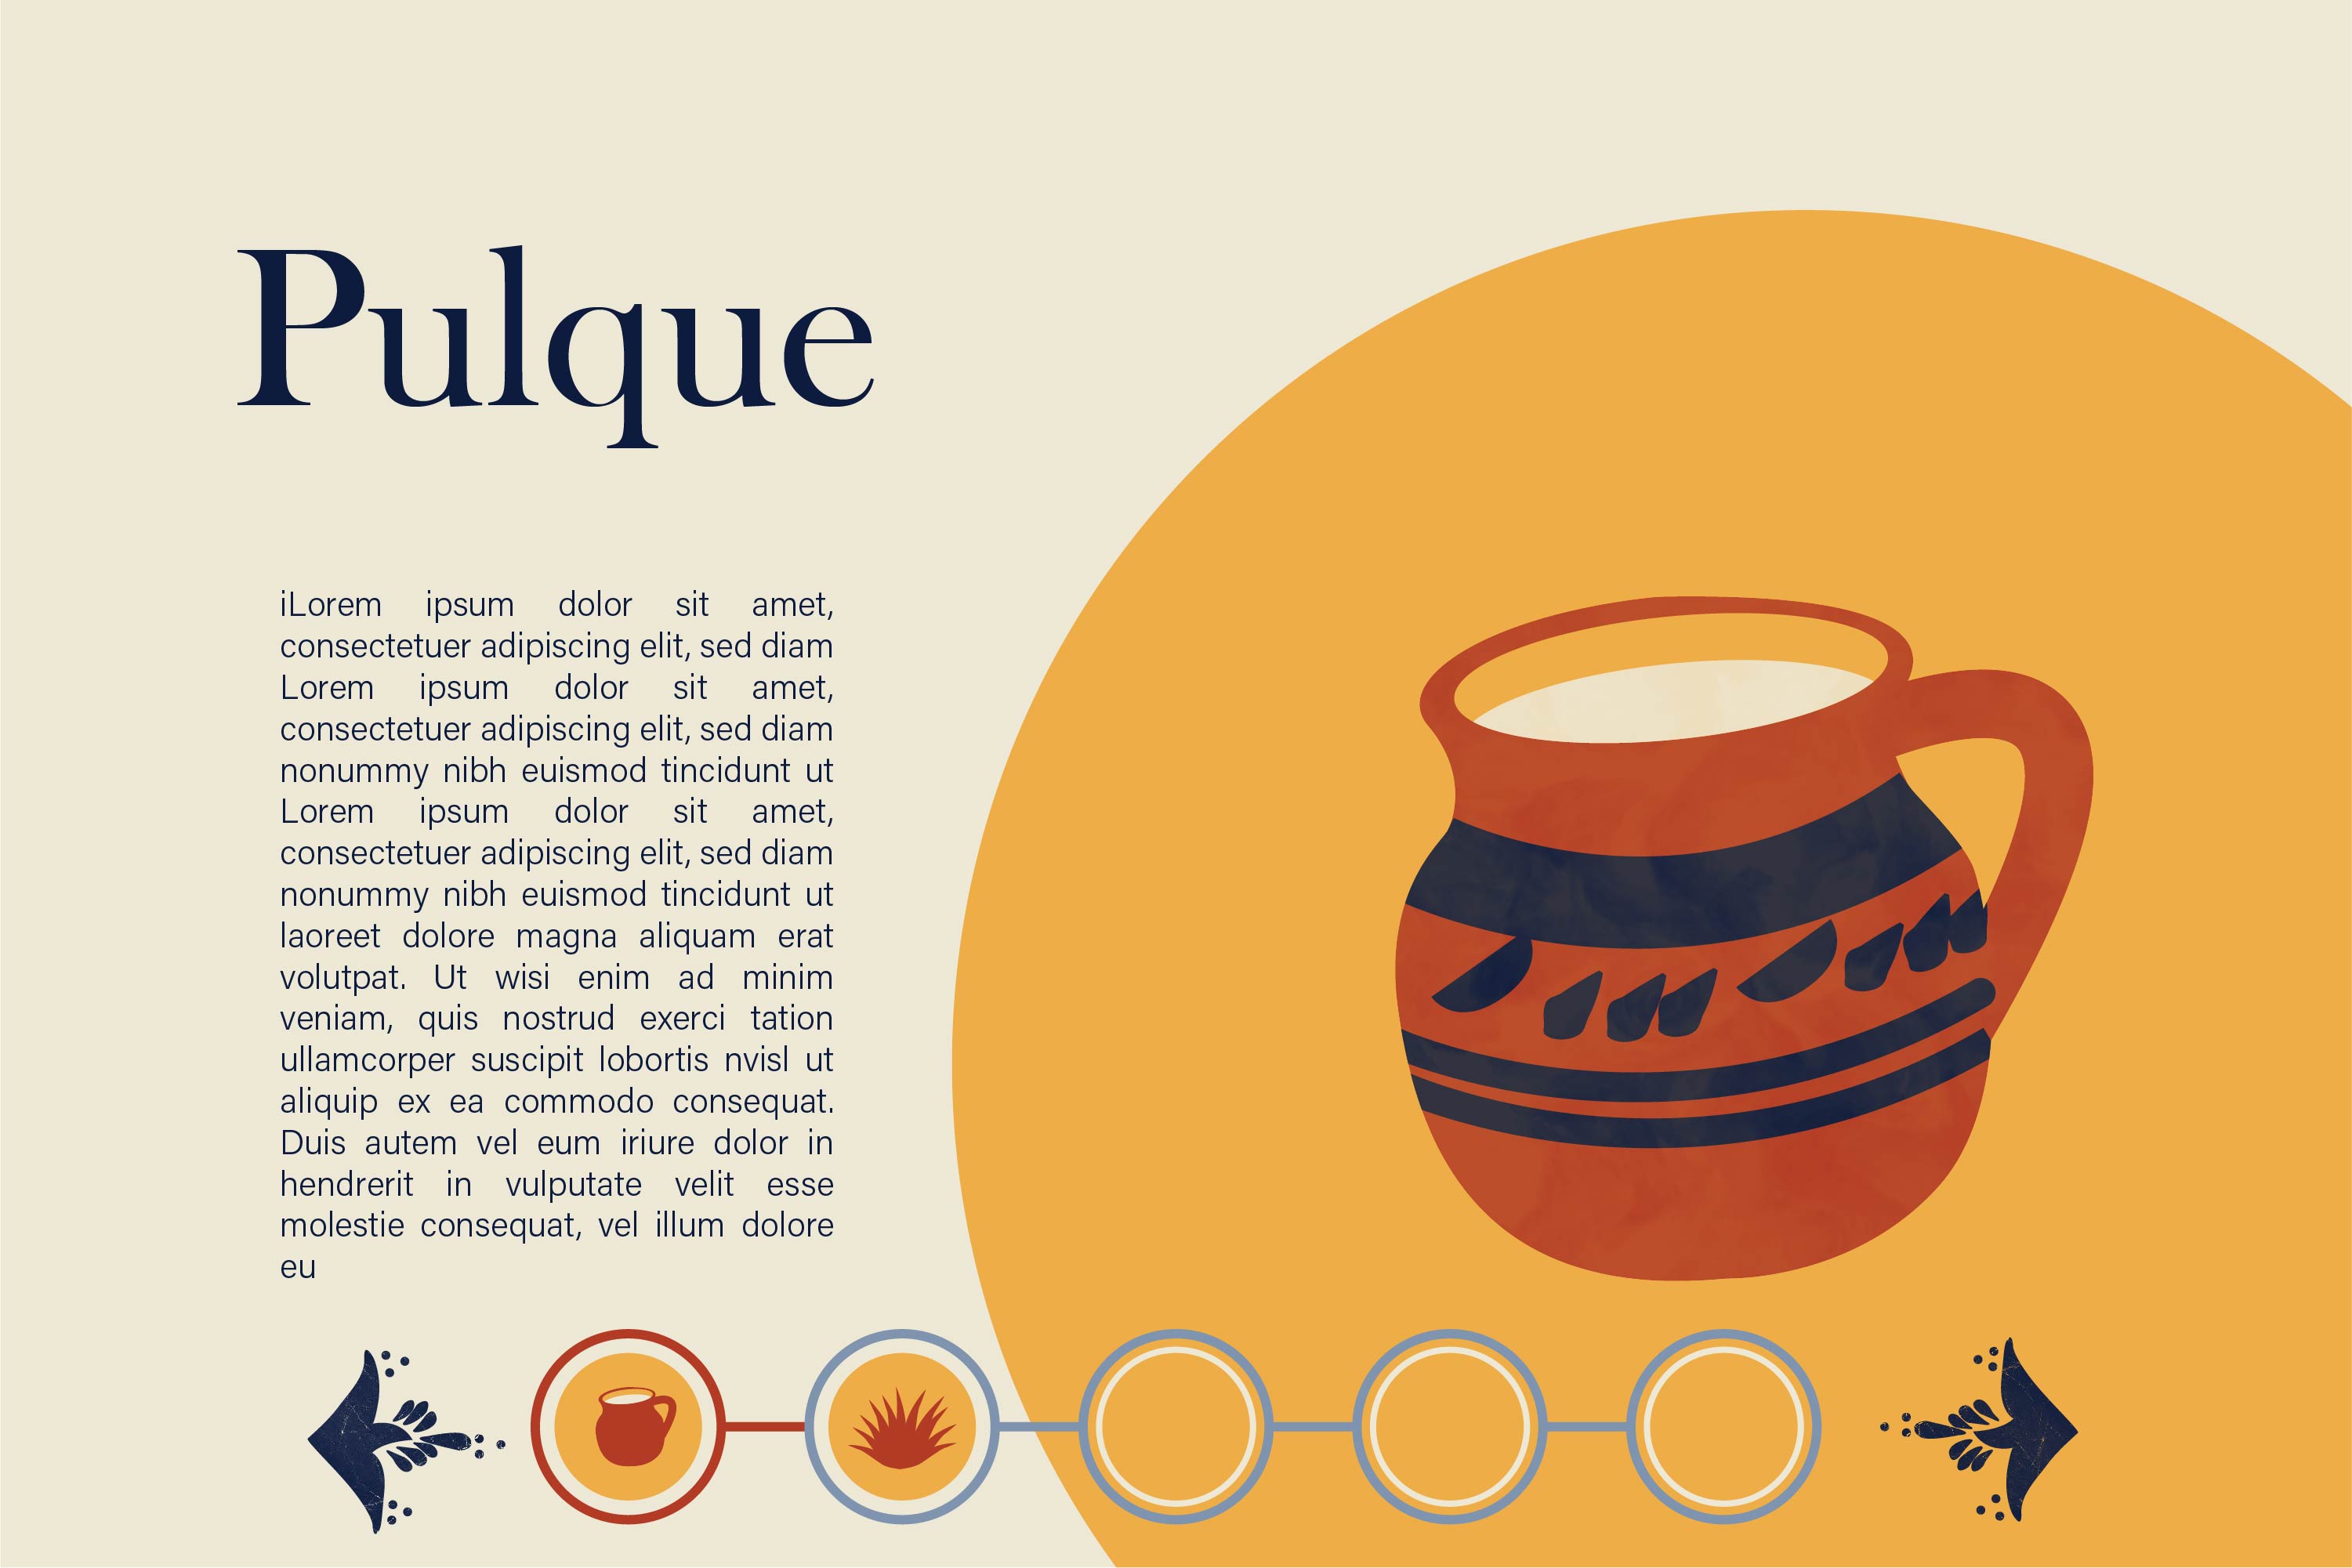 Pulque
iLorem ipsum dolor sit amet,
consectetuer adipiscing elit, sed diam
Lorem ipsum dolor sit amet,
consectetuer adipiscing elit, sed diam
nonummy nibh euismod tincidunt ut
Lorem ipsum dolor sit amet,
consectetuer adipiscing elit, sed diam
nonummy nibh euismod tincidunt ut
laoreet dolore magna aliquam erat
volutpat. Ut wisi enim ad minim
veniam, quis nostrud exerci tation
ullamcorper suscipit lobortis nvisl ut
aliquip ex ea commodo consequat.
Duis autem vel eum iriure dolor in
hendrerit in vulputate velit esse
molestie consequat, vel illum dolore
eu